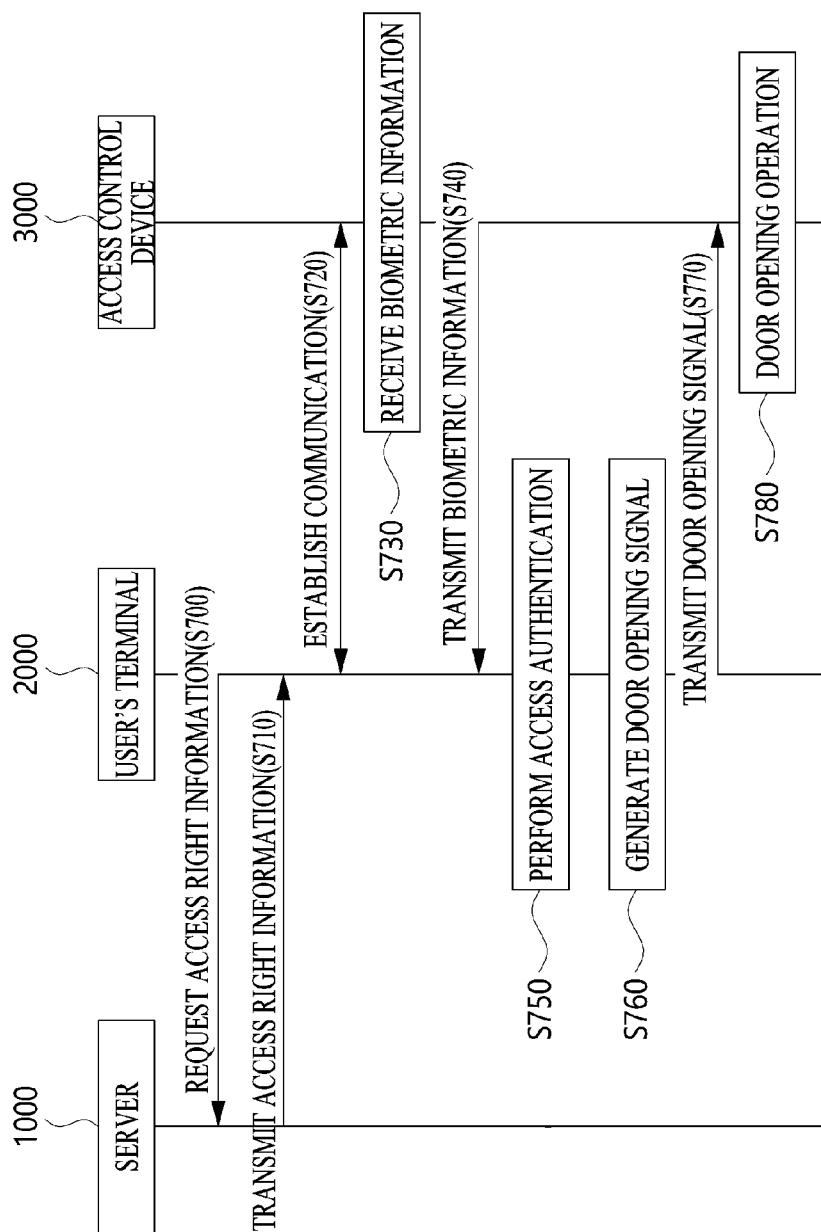 1000
2000
3000
SERVER
USER'S TERMINAL
ACCESS CONTROL
DEVICE
REQUEST ACCESS RIGHT INFORMATION(S700)
TRANSMIT ACCESS RIGHT INFORMATION(S710)
ESTABLISH COMMUNICATION(S720)
RECEIVE BIOMETRIC INFORMATION
S730
TRANSMIT BIOMETRIC INFORMATION(S740)
PERFORM ACCESS AUTHENTICATION
S750
GENERATE DOOR OPENING SIGNAL
S760
TRANSMIT DOOR OPENING SIGNAL(S770)
DOOR OPENING OPERATION
S780